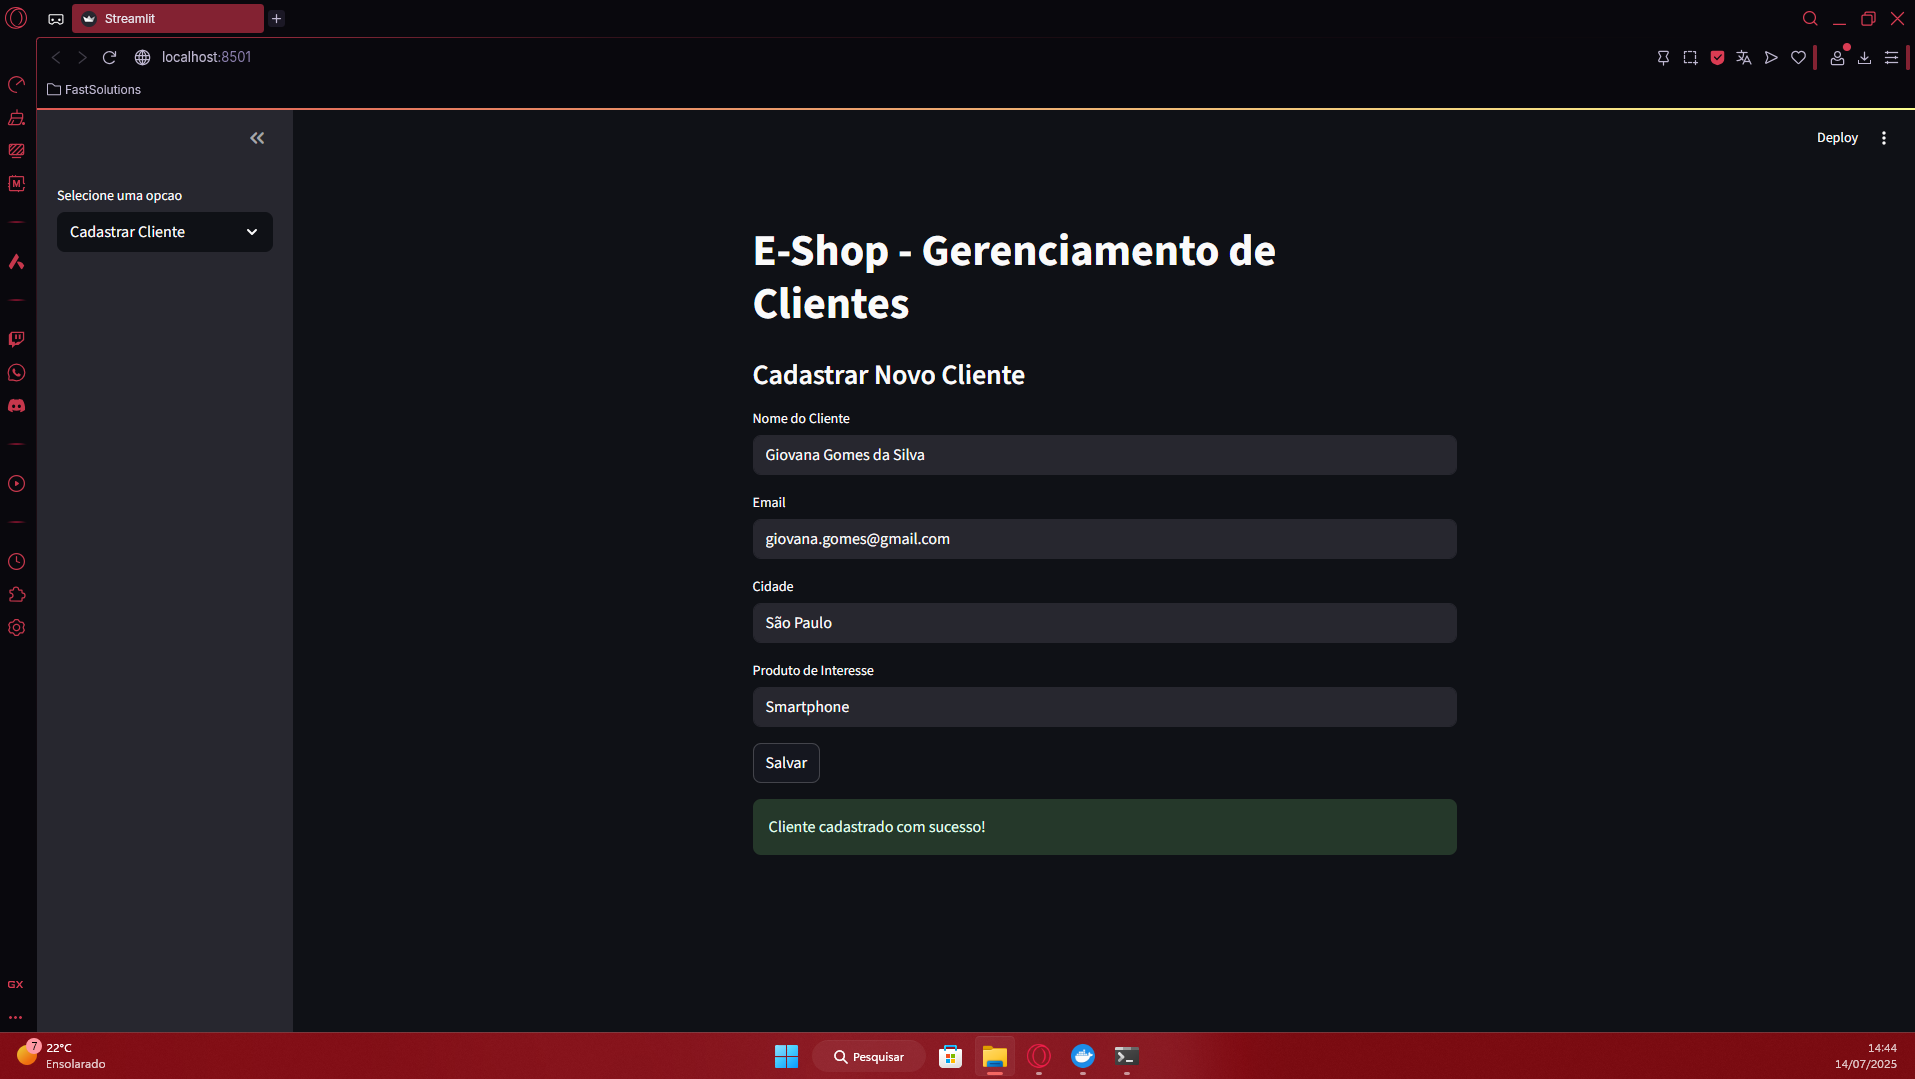 Streamlit
localhost:8501
FastSolutions
Deploy
Selecione uma opcao
Cadastrar Cliente
E-Shop - Gerenciamento de
Clientes
Cadastrar Novo Cliente
Nome do Cliente
Giovana Gomes da Silva
Email
giovana.gomes@gmail.com
Cidade
São Paulo
Produto de Interesse
Smartphone
Salvar
Cliente cadastrado com sucesso!
M
GX
7
22°C
Ensolarado
Pesquisar
14:44
14/07/2025